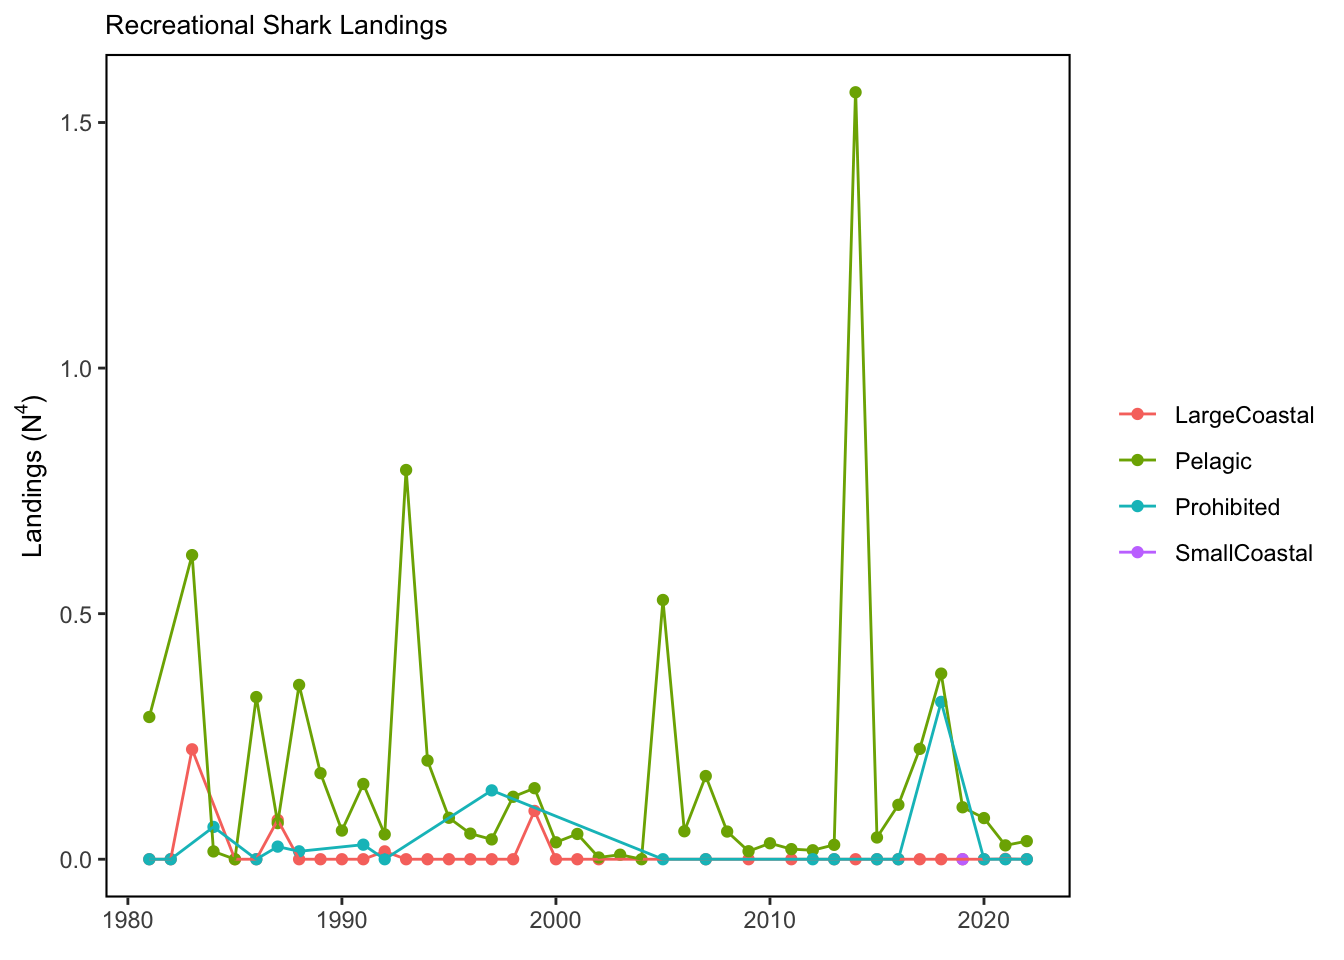 Recreational Shark Landings
Landings (N⁴)
1.5
1.0
0.5
0.0
1980 1990 2000 2010 2020
LargeCoastal
Pelagic
Prohibited
SmallCoastal